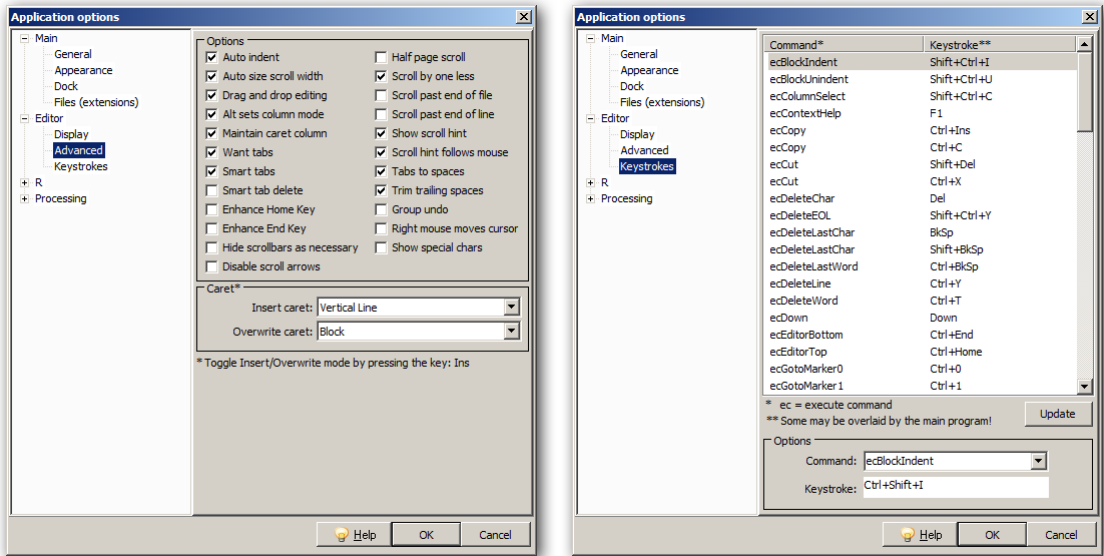 Application options
Main
General
Appearance
Dock
Files (extensions)
Editor
Display
Advanced
Keystrokes
R
Processing
Options
Auto indent
Auto size scroll width
Drag and drop editing
Alt sets column mode
Maintain caret column
Want tabs
Smart tabs
Smart tab delete
Enhance Home Key
Enhance End Key
Hide scrollbars as necessary
Disable scroll arrows
Half page scroll
Scroll by one less
Scroll past end of file
Scroll past end of line
Show scroll hint
Scroll hint follows mouse
Tabs to spaces
Trim trailing spaces
Group undo
Right mouse moves cursor
Show special chars
Caret*
Insert caret: Vertical Line
Overwrite caret: Block
* Toggle Insert/Overwrite mode by pressing the key: Ins
Help OK Cancel
Application options
Main
General
Appearance
Dock
Files (extensions)
Editor
Display
Advanced
Keystrokes
R
Processing
Command* Keystroke**
ecBlockIndent Shift+Ctrl+I
ecBlockUnindent Shift+Ctrl+U
ecColumnSelect Shift+Ctrl+C
ecContextHelp F1
ecCopy Ctrl+Ins
ecCopy Ctrl+C
ecCut Shift+Del
ecCut Ctrl+X
ecDeleteChar Del
ecDeleteEOL Shift+Ctrl+Y
ecDeleteLastChar BkSp
ecDeleteLastChar Shift+BkSp
ecDeleteLastWord Ctrl+BkSp
ecDeleteLine Ctrl+Y
ecDeleteWord Ctrl+T
ecDown Down
ecEditorBottom Ctrl+End
ecEditorTop Ctrl+Home
ecGotoMarker0 Ctrl+0
ecGotoMarker1 Ctrl+1
* ec = execute command
** Some may be overlaid by the main program!
Update
Options
Command: ecBlockIndent
Keystroke: Ctrl+Shift+I
Help OK Cancel